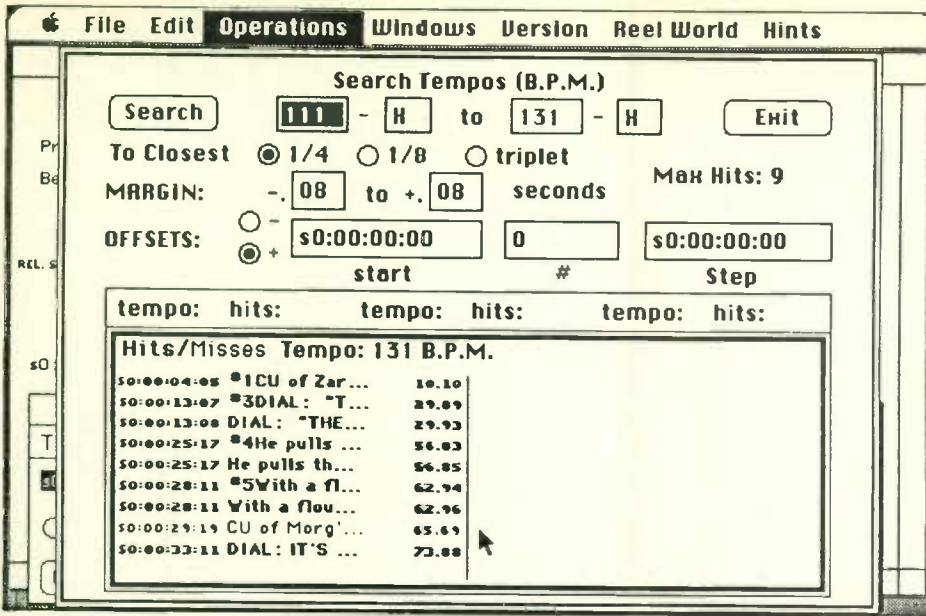 File Edit Operations Windows Version Reel World Hints
Search Tempos (B.P.M.)
Search 111 - X to 131 - X Exit
To Closest 1/4 1/8 triplet
Max Hits: 9
MARGIN: -. 08 to +. 08 seconds
OFFSETS: - + s0:00:00:00 0 s0:00:00:00
start # Step
tempo: hits: tempo: hits: tempo: hits:
Hits/Misses Tempo: 131 B.P.M.
s0:00:04:05 *1CU of Zar... 10.10
s0:00:13:07 *3DIAL: "T... 29.89
s0:00:13:08 DIAL: "THE... 29.93
s0:00:25:17 *4He pulls ... 56.83
s0:00:25:17 He pulls th... 56.85
s0:00:28:11 *5With a fl... 62.94
s0:00:28:11 With a flou... 62.96
s0:00:29:19 CU of Morg'... 65.69
s0:00:33:11 DIAL: IT'S ... 73.88
Pr
Be
REL. S
s0
T